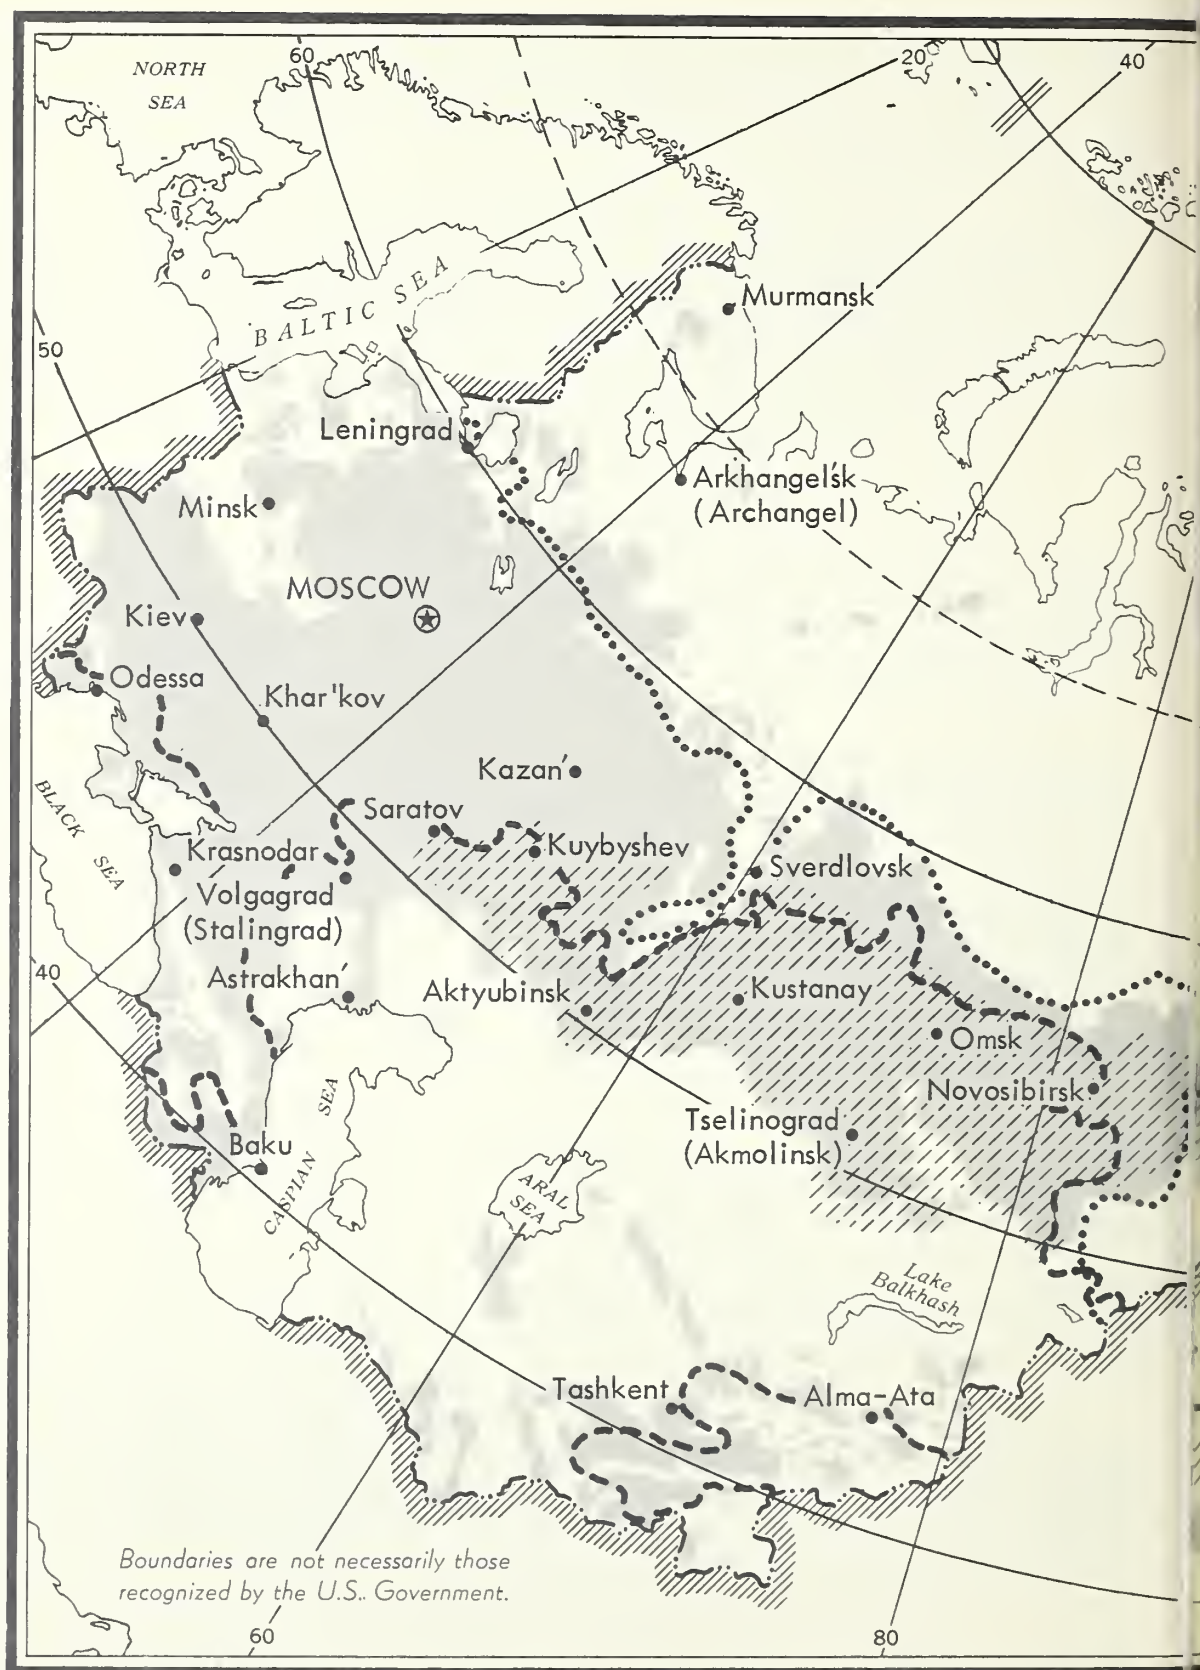 60
20
40
NORTH
SEA
BALTIC SEA
Murmansk
50
Leningrad
Arkhangel'sk
(Archangel)
Minsk
MOSCOW
Kiev
Odessa
Khar'kov
Kazan'
BLACK SEA
Saratov
Krasnodar
Kuybyshev
Sverdlovsk
Volgagrad
(Stalingrad)
40
Astrakhan'
Aktyubinsk
Kustanay
Omsk
Novosibirsk
CASPIAN SEA
Tselinograd
(Akmolinsk)
Baku
ARAL
SEA
Lake
Balkhash
Tashkent
Alma-Ata
Boundaries are not necessarily those
recognized by the U.S. Government.
60
80